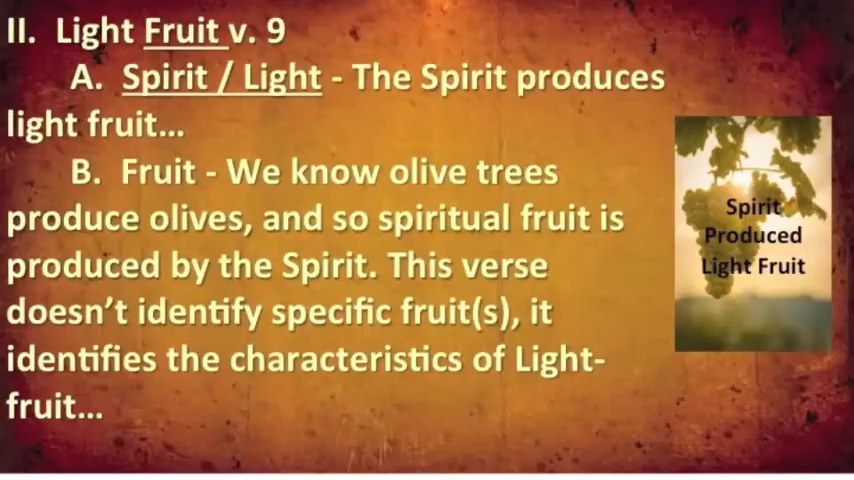 II. Light Fruit v. 9
A. Spirit / Light - The Spirit produces
light fruit...
B. Fruit - We know olive trees
produce olives, and so spiritual fruit is
produced by the Spirit. This verse
doesn't identify specific fruit(s), it
identifies the characteristics of Light-
fruit...
Spirit
Produced
Light Fruit